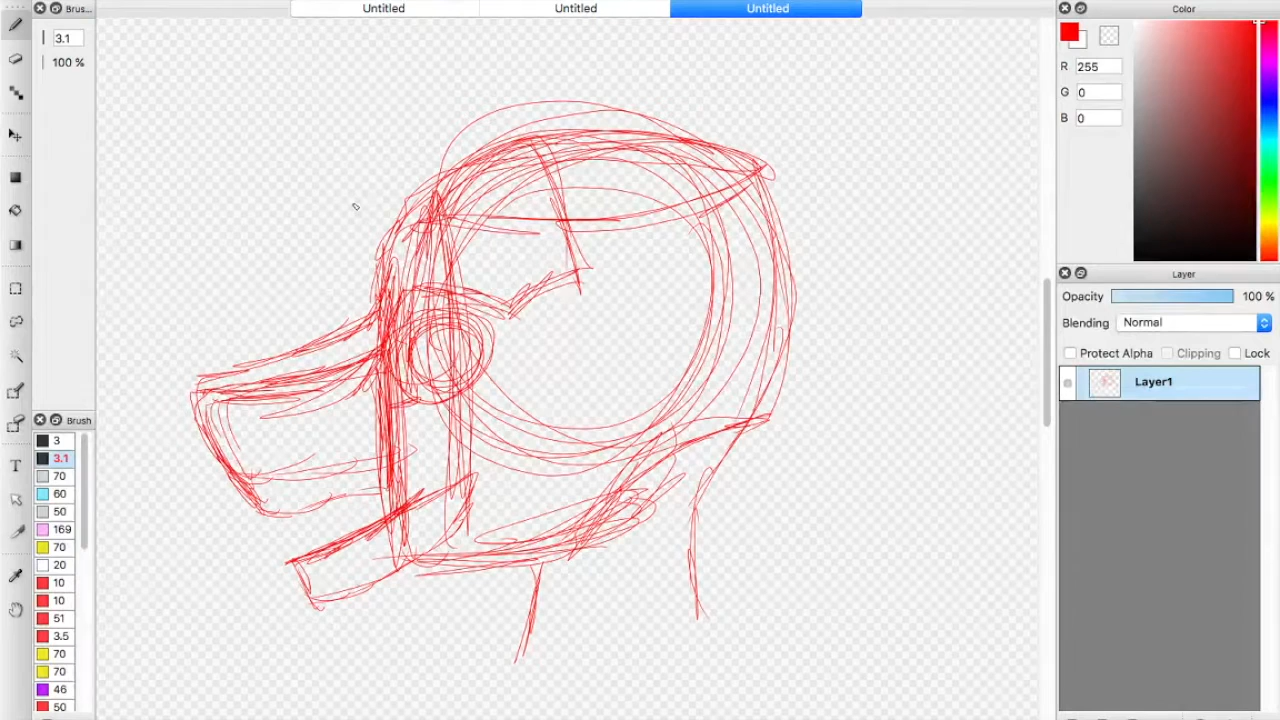 Brus...
Untitled
Untitled
Untitled
Color
3.1
100 %
R 255
G 0
B 0
Layer
Opacity 100 %
Blending Normal
Protect Alpha Clipping Lock
Layer1
Brush
3
3.1
70
60
50
169
70
20
10
10
51
3.5
70
70
46
50
T